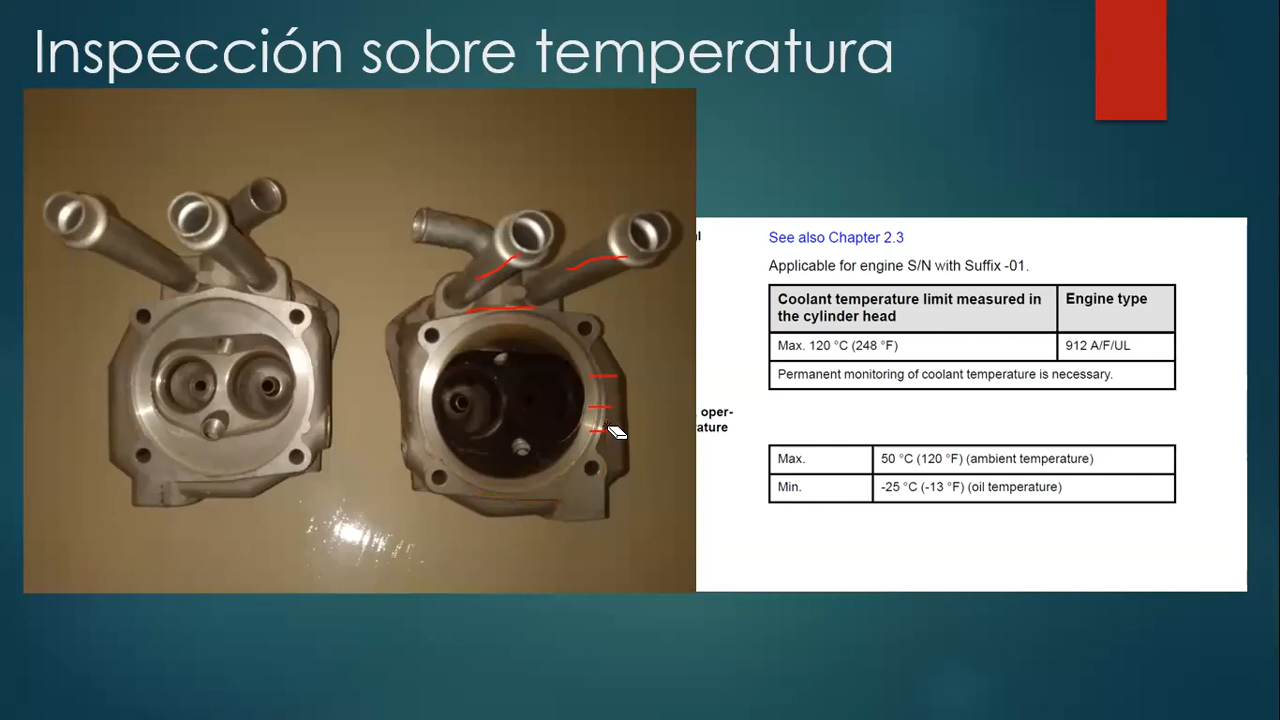 Inspección sobre temperatura
See also Chapter 2.3
Applicable for engine S/N with Suffix -01.
Coolant temperature limit measured in
the cylinder head
Engine type
Max. 120 °C (248 °F)
912 A/F/UL
Permanent monitoring of coolant temperature is necessary.
oper-
ature
Max.
50 °C (120 °F) (ambient temperature)
Min.
-25 °C (-13 °F) (oil temperature)